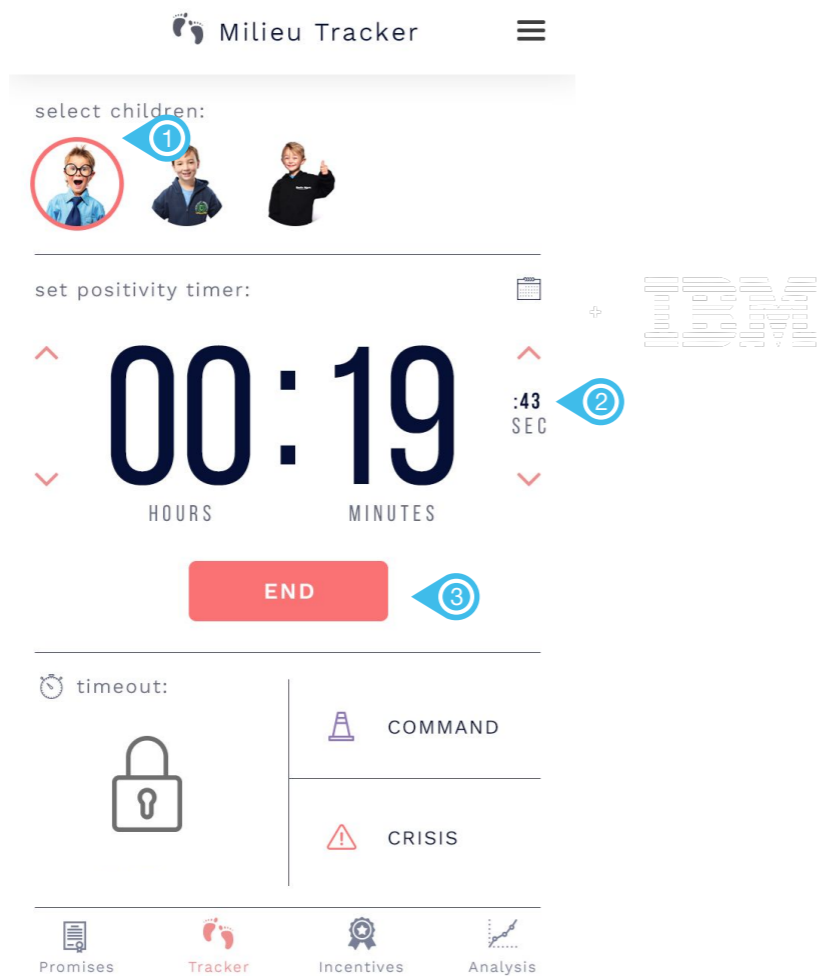 Milieu Tracker
select children:
1
set positivity timer:
+ IBM
00:19
:43
SEC
2
HOURS MINUTES
END
3
timeout:
COMMAND
CRISIS
Promises Tracker Incentives Analysis